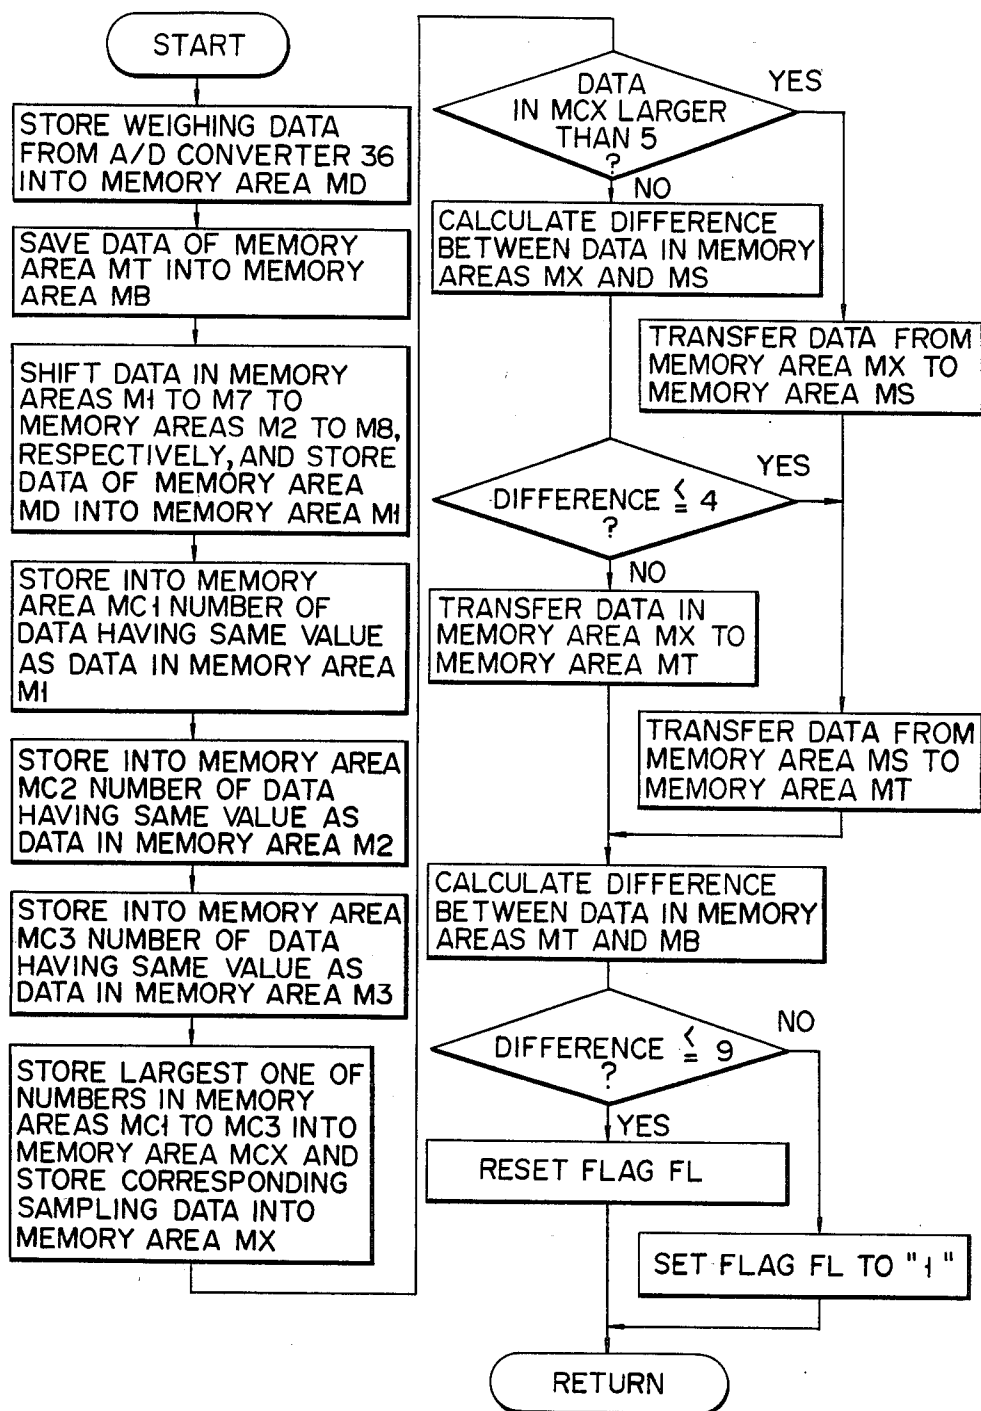 START
STORE WEIGHING DATA
FROM A/D CONVERTER 36
INTO MEMORY AREA MD
SAVE DATA OF MEMORY
AREA MT INTO MEMORY
AREA MB
SHIFT DATA IN MEMORY
AREAS M1 TO M7 TO
MEMORY AREAS M2 TO M8,
RESPECTIVELY, AND STORE
DATA OF MEMORY AREA
MD INTO MEMORY AREA M1
STORE INTO MEMORY
AREA MC1 NUMBER OF
DATA HAVING SAME VALUE
AS DATA IN MEMORY AREA
M1
STORE INTO MEMORY AREA
MC2 NUMBER OF DATA
HAVING SAME VALUE AS
DATA IN MEMORY AREA M2
STORE INTO MEMORY AREA
MC3 NUMBER OF DATA
HAVING SAME VALUE AS
DATA IN MEMORY AREA M3
STORE LARGEST ONE OF
NUMBERS IN MEMORY
AREAS MC1 TO MC3 INTO
MEMORY AREA MCX AND
STORE CORRESPONDING
SAMPLING DATA INTO
MEMORY AREA MX
DATA
IN MCX LARGER
THAN 5
?
YES
NO
CALCULATE DIFFERENCE
BETWEEN DATA IN MEMORY
AREAS MX AND MS
TRANSFER DATA FROM
MEMORY AREA MX TO
MEMORY AREA MS
DIFFERENCE ≦ 4
?
YES
NO
TRANSFER DATA IN
MEMORY AREA MX TO
MEMORY AREA MT
TRANSFER DATA FROM
MEMORY AREA MS TO
MEMORY AREA MT
CALCULATE DIFFERENCE
BETWEEN DATA IN MEMORY
AREAS MT AND MB
DIFFERENCE ≦ 9
?
NO
YES
RESET FLAG FL
SET FLAG FL TO "1"
RETURN